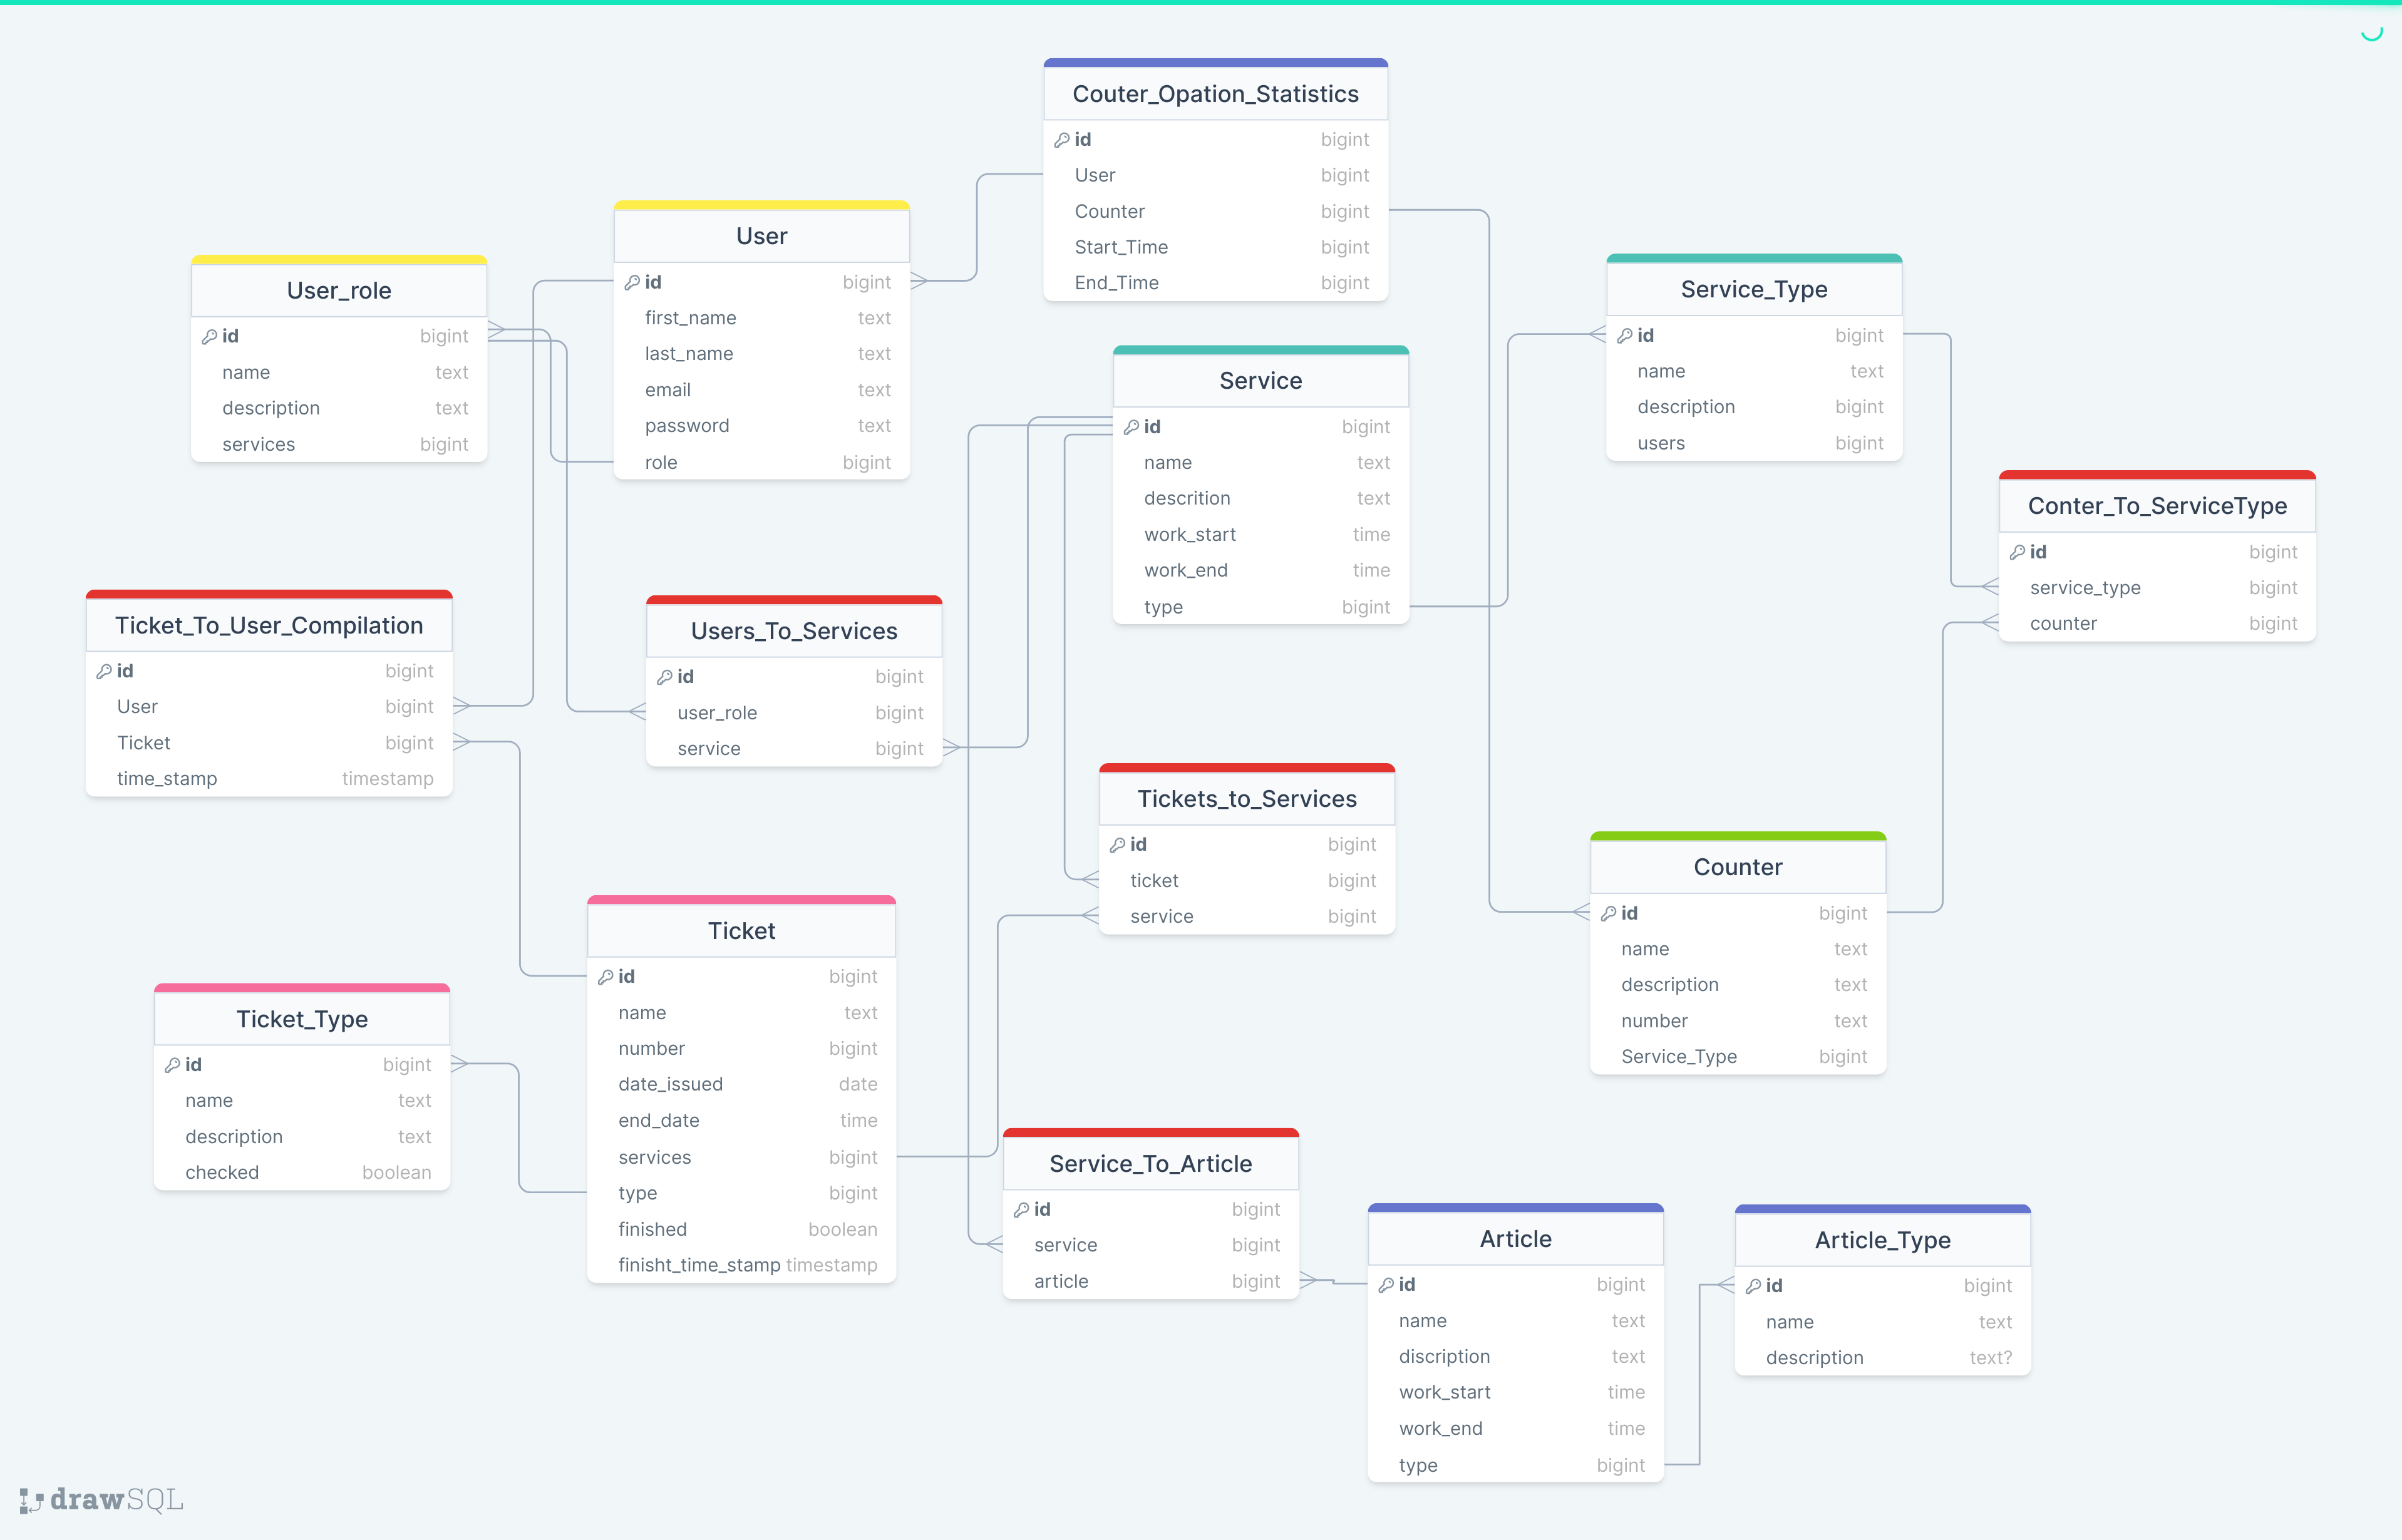 Couter_Opation_Statistics
id bigint
User bigint
Counter bigint
Start_Time bigint
End_Time bigint
User
id bigint
first_name text
last_name text
email text
password text
role bigint
User_role
id bigint
name text
description text
services bigint
Service_Type
id bigint
name text
description bigint
users bigint
Service
id bigint
name text
descrition text
work_start time
work_end time
type bigint
Conter_To_ServiceType
id bigint
service_type bigint
counter bigint
Ticket_To_User_Compilation
id bigint
User bigint
Ticket bigint
time_stamp timestamp
Users_To_Services
id bigint
user_role bigint
service bigint
Tickets_to_Services
id bigint
ticket bigint
service bigint
Counter
id bigint
name text
description text
number text
Service_Type bigint
Ticket
id bigint
name text
number bigint
date_issued date
end_date time
services bigint
type bigint
finished boolean
finisht_time_stamp timestamp
Ticket_Type
id bigint
name text
description text
checked boolean
Service_To_Article
id bigint
service bigint
article bigint
Article
id bigint
name text
discription text
work_start time
work_end time
type bigint
Article_Type
id bigint
name text
description text?
drawSQL